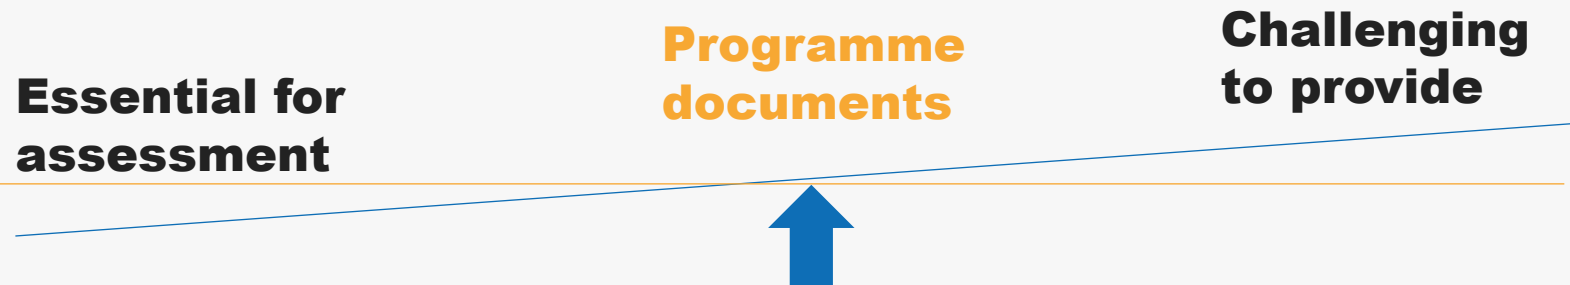 Essential for
assessment
Programme
documents
Challenging
to provide